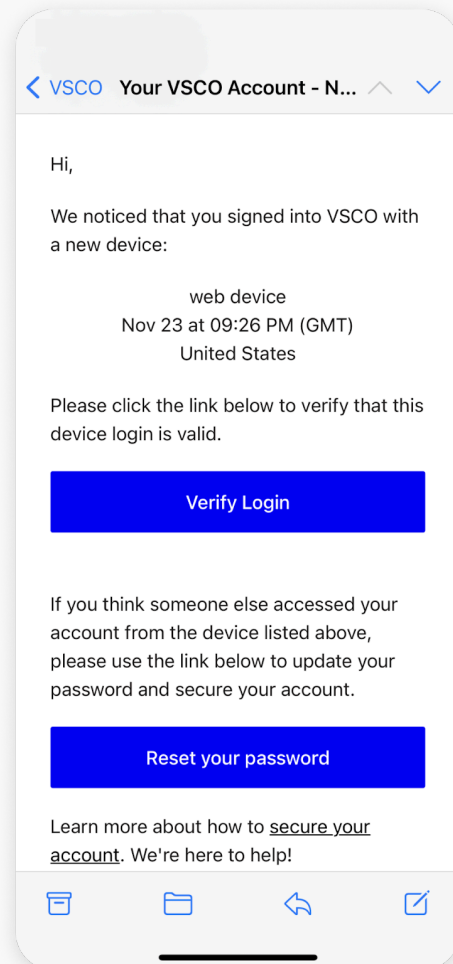 VSCO Your VSCO Account - N...
Hi,
We noticed that you signed into VSCO with
a new device:
web device
Nov 23 at 09:26 PM (GMT)
United States
Please click the link below to verify that this
device login is valid.
Verify Login
If you think someone else accessed your
account from the device listed above,
please use the link below to update your
password and secure your account.
Reset your password
Learn more about how to secure your
account. We're here to help!